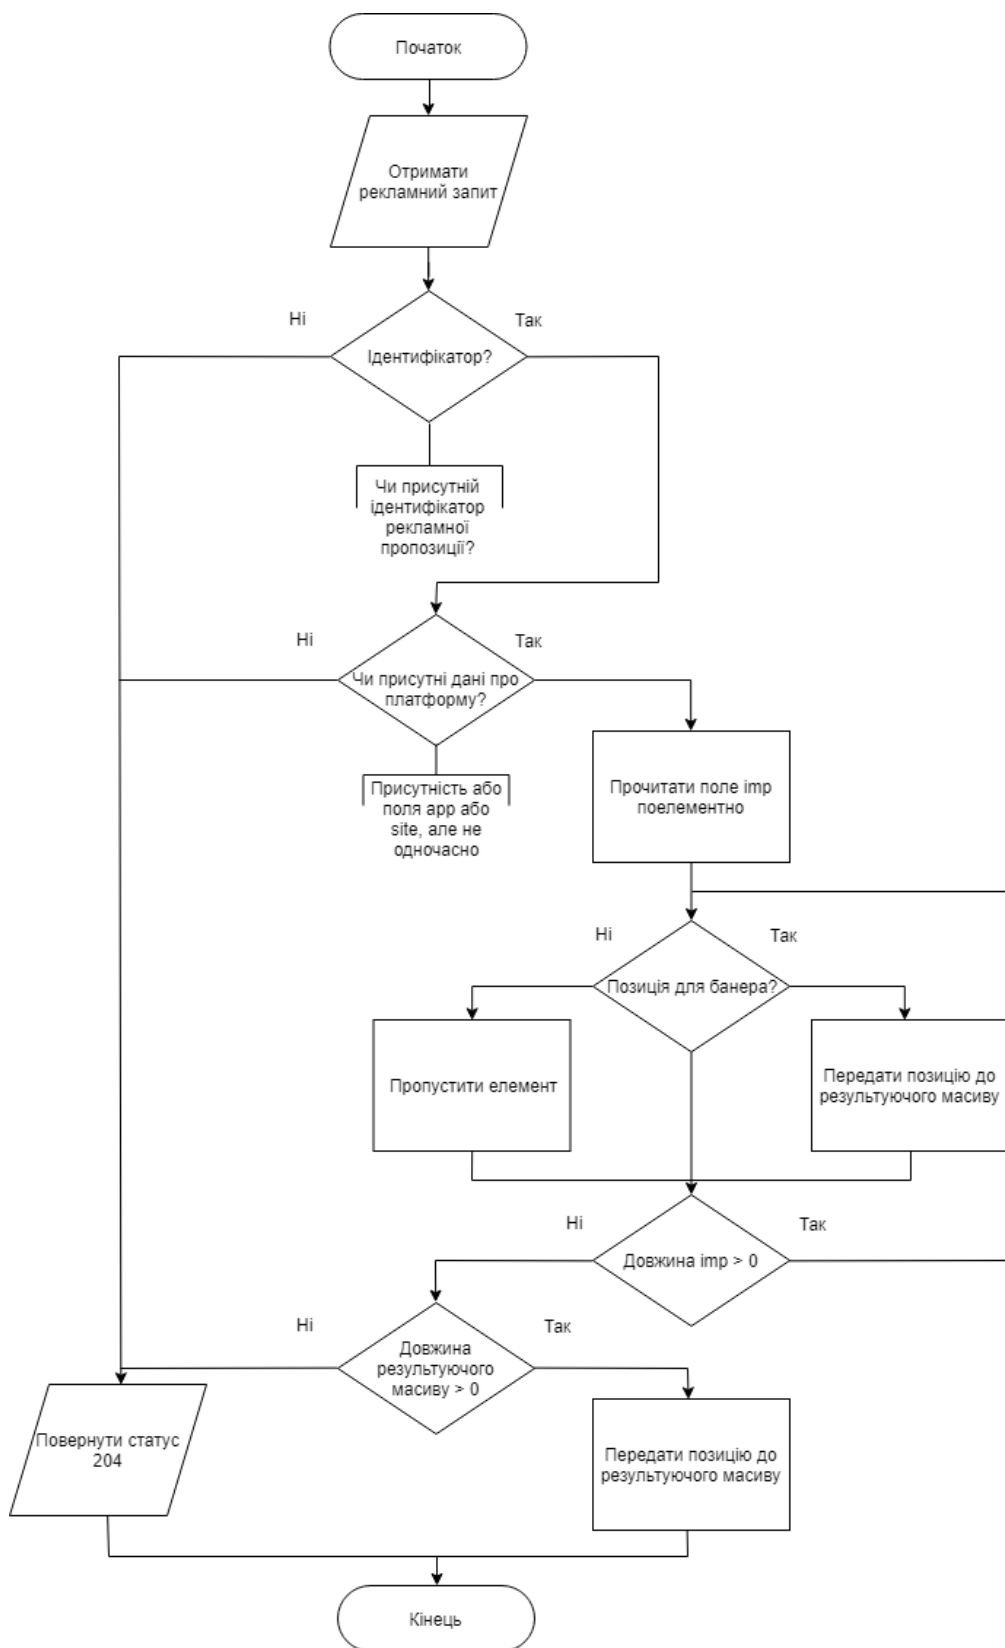 Початок
Отримати
рекламний запит
Ні
Так
Ідентифікатор?
Чи присутній
ідентифікатор
рекламної
пропозиції?
Ні
Так
Чи присутні дані про
платформу?
Присутність або
поля app або
site, але не
одночасно
Прочитати поле imp
поелементно
Ні
Так
Позиція для банера?
Пропустити елемент
Передати позицію до
результуючого масиву
Ні
Так
Довжина imp > 0
Ні
Так
Довжина
результуючого
масиву > 0
Повернути статус
204
Передати позицію до
результуючого масиву
Кінець